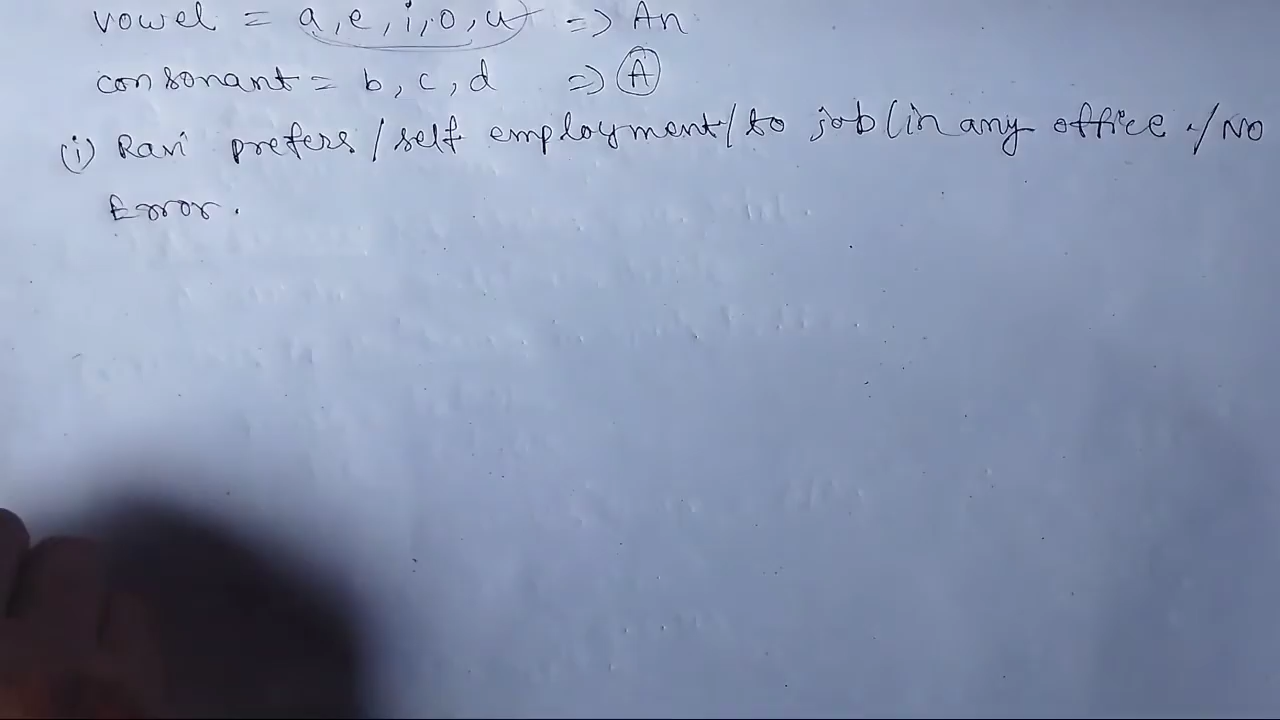 vowel = a, e, i, o, u => An
consonant = b, c, d => A
(i) Ravi prefers / self employment / to job / in any office . / No
Error .